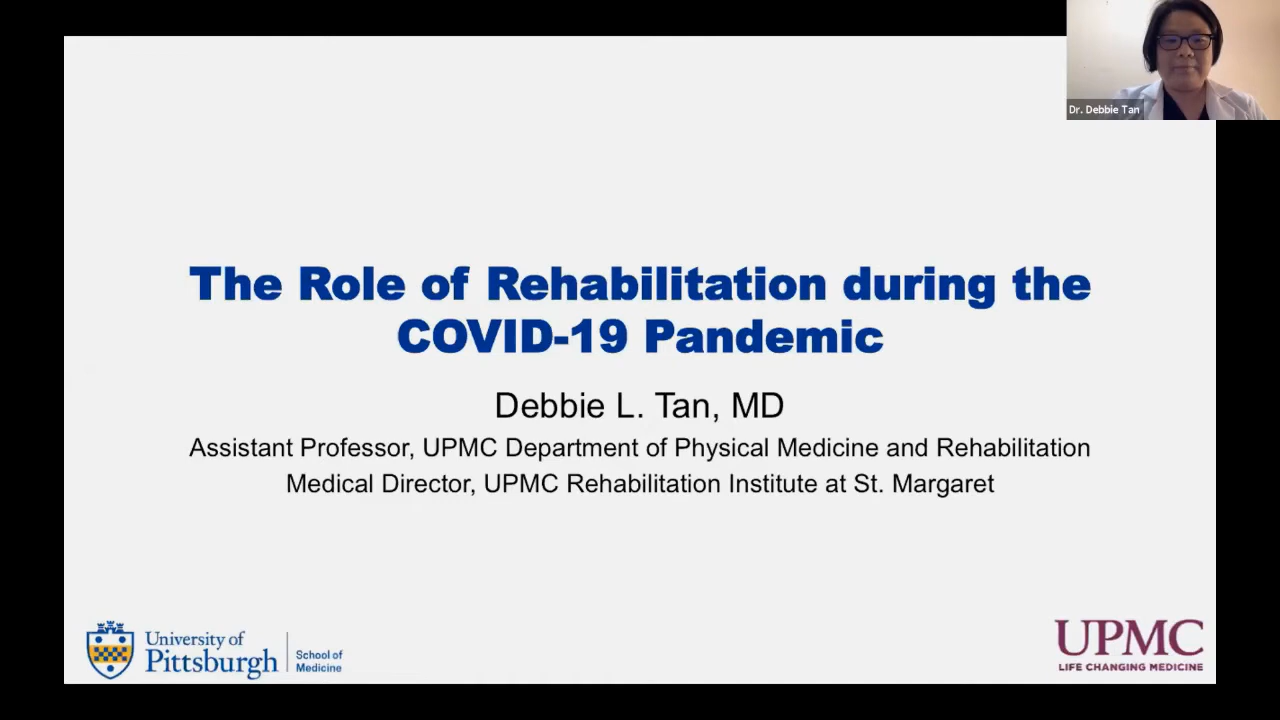 Dr. Debbie Tan
The Role of Rehabilitation during the
COVID-19 Pandemic
Debbie L. Tan, MD
Assistant Professor, UPMC Department of Physical Medicine and Rehabilitation
Medical Director, UPMC Rehabilitation Institute at St. Margaret
University of
Pittsburgh
School of
Medicine
UPMC
LIFE CHANGING MEDICINE